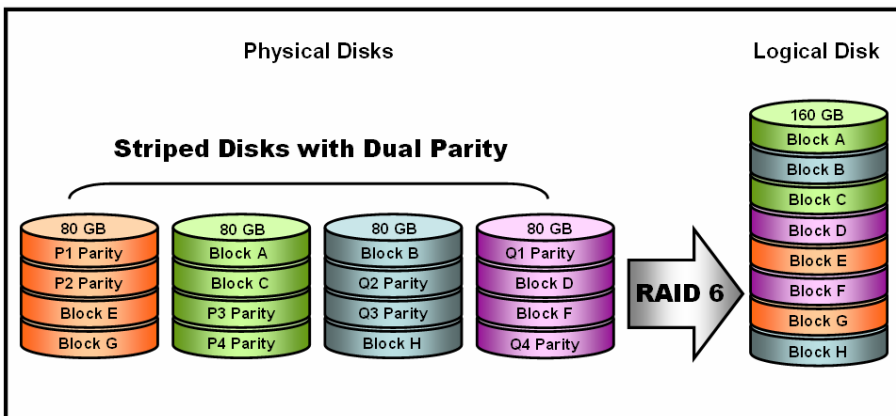 Physical Disks
Logical Disk
Striped Disks with Dual Parity
80 GB
P1 Parity
P2 Parity
Block E
Block G
80 GB
Block A
Block C
P3 Parity
P4 Parity
80 GB
Block B
Q2 Parity
Q3 Parity
Block H
80 GB
Q1 Parity
Block D
Block F
Q4 Parity
RAID 6
160 GB
Block A
Block B
Block C
Block D
Block E
Block F
Block G
Block H